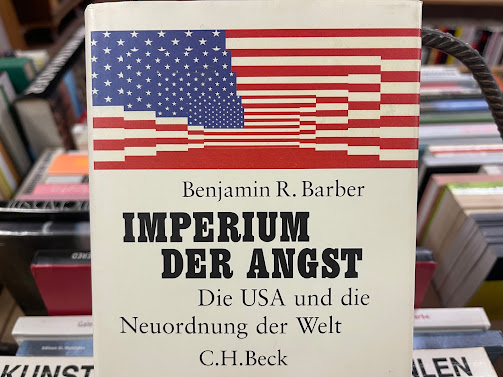 Benjamin R. Barber
IMPERIUM
DER ANGST
Die USA und die
Neuordnung der Welt
C.H.Beck
KUNST